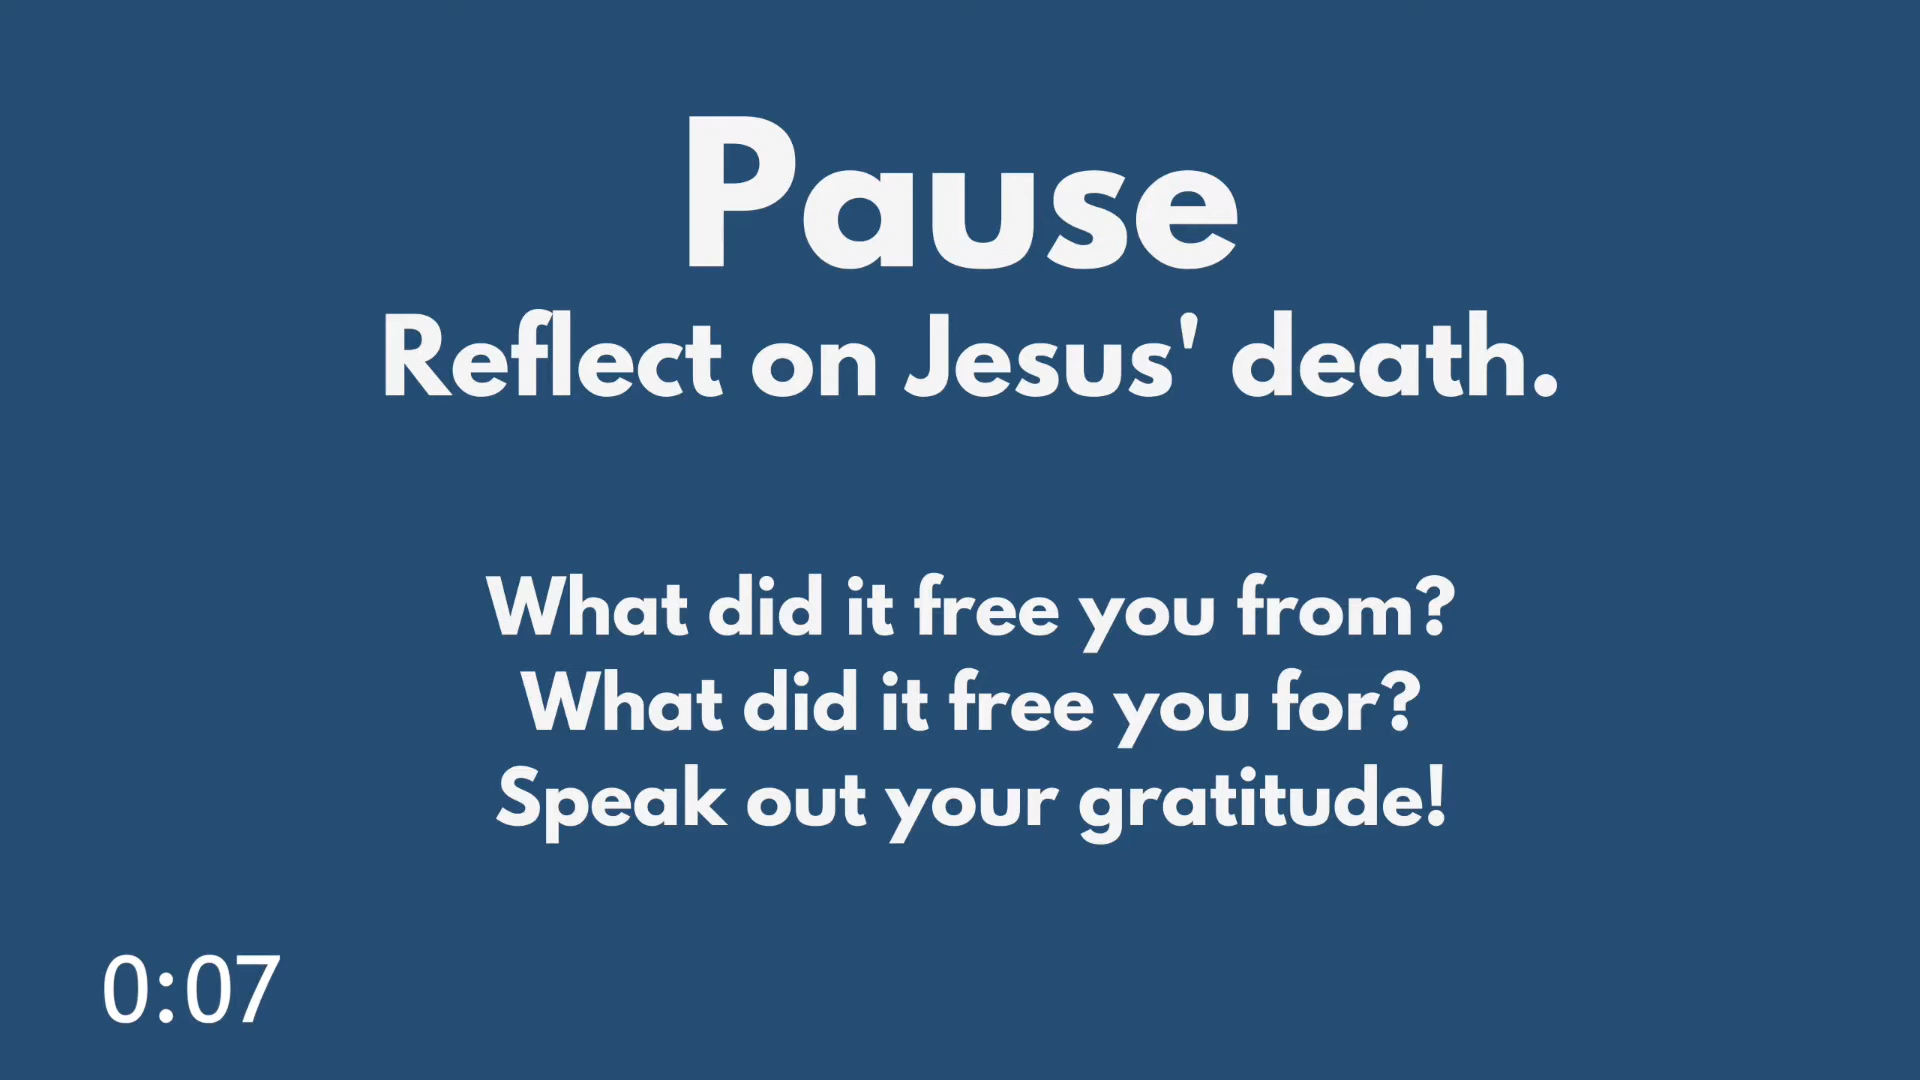 Pause
Reflect on Jesus' death.
What did it free you from?
What did it free you for?
Speak out your gratitude!
0:07